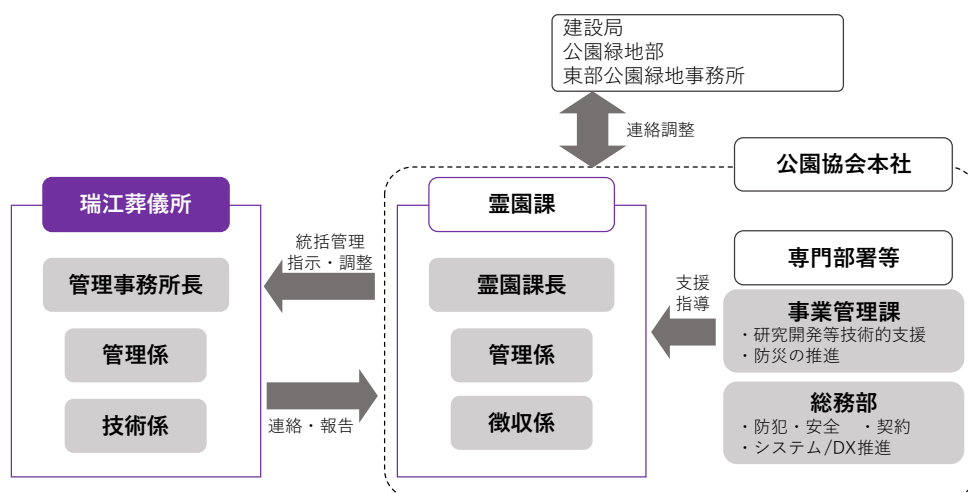 建設局
公園緑地部
東部公園緑地事務所
連絡調整
公園協会本社
瑞江葬儀所
管理事務所長
管理係
技術係
統括管理
指示・調整
連絡・報告
霊園課
霊園課長
管理係
徴収係
支援
指導
専門部署等
事業管理課
・研究開発等技術的支援
・防災の推進
総務部
・防犯・安全　・契約
・システム/DX推進